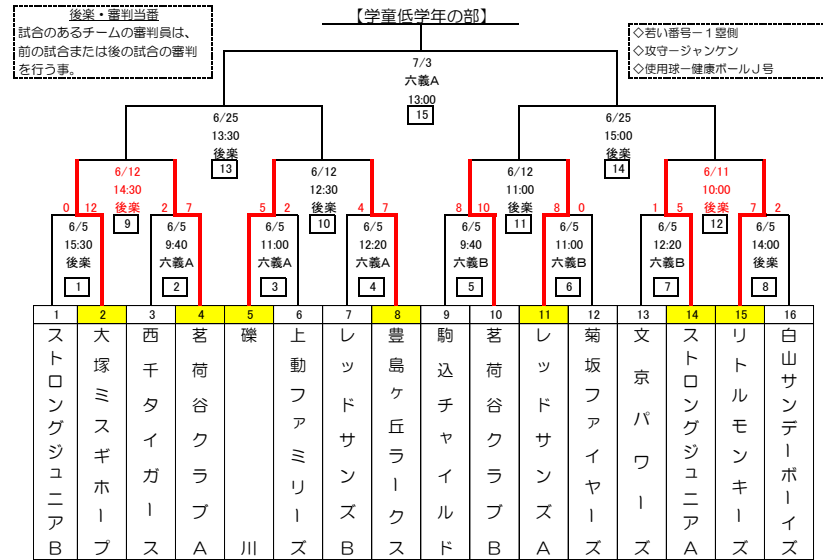 【学童低学年の部】
後楽・審判当番
試合のあるチームの審判員は、
前の試合または後の試合の審判
を行う事。
◇若い番号－１塁側
◇攻守－ジャンケン
◇使用球－健康ボールＪ号
7/3
六義A
13:00
15
6/25
13:30
後楽
13
6/25
15:00
後楽
14
6/12
14:30
後楽
9
6/12
12:30
後楽
10
6/12
11:00
後楽
11
6/11
10:00
後楽
12
0 12 2 7 5 2 4 7 8 10 8 0 1 5 7 2
6/5
15:30
後楽
1
6/5
9:40
六義A
2
6/5
11:00
六義A
3
6/5
12:20
六義A
4
6/5
9:40
六義B
5
6/5
11:00
六義B
6
6/5
12:20
六義B
7
6/5
14:00
後楽
8
1 2 3 4 5 6 7 8 9 10 11 12 13 14 15 16
ストロングジュニアB
大塚ミスギホープ
西千タイガース
茗荷谷クラブA
礫川
上動ファミリーズ
レッドサンズB
豊島ヶ丘ラークス
駒込チャイルド
茗荷谷クラブB
レッドサンズA
菊坂ファイヤーズ
文京パワーズ
ストロングジュニアA
リトルモンキーズ
白山サンデーボーイズ